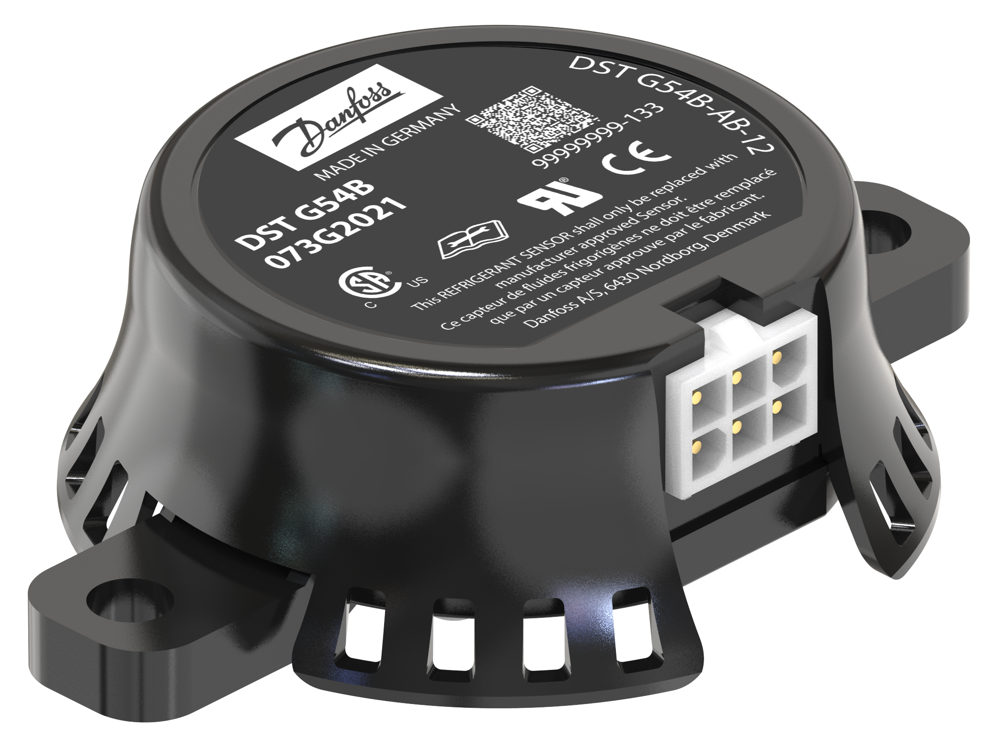 Danfoss
MADE IN GERMANY
DST G54B
073G2021
DST G54B-AB-12
99999999-133
CE
RU®
CSA®
C
US
This REFRIGERANT SENSOR shall only be replaced with
manufacturer approved Sensor.
Ce capteur de fluides frigorigènes ne doit être remplacé
que par un capteur approuve par le fabricant.
Danfoss A/S, 6430 Nordborg, Denmark